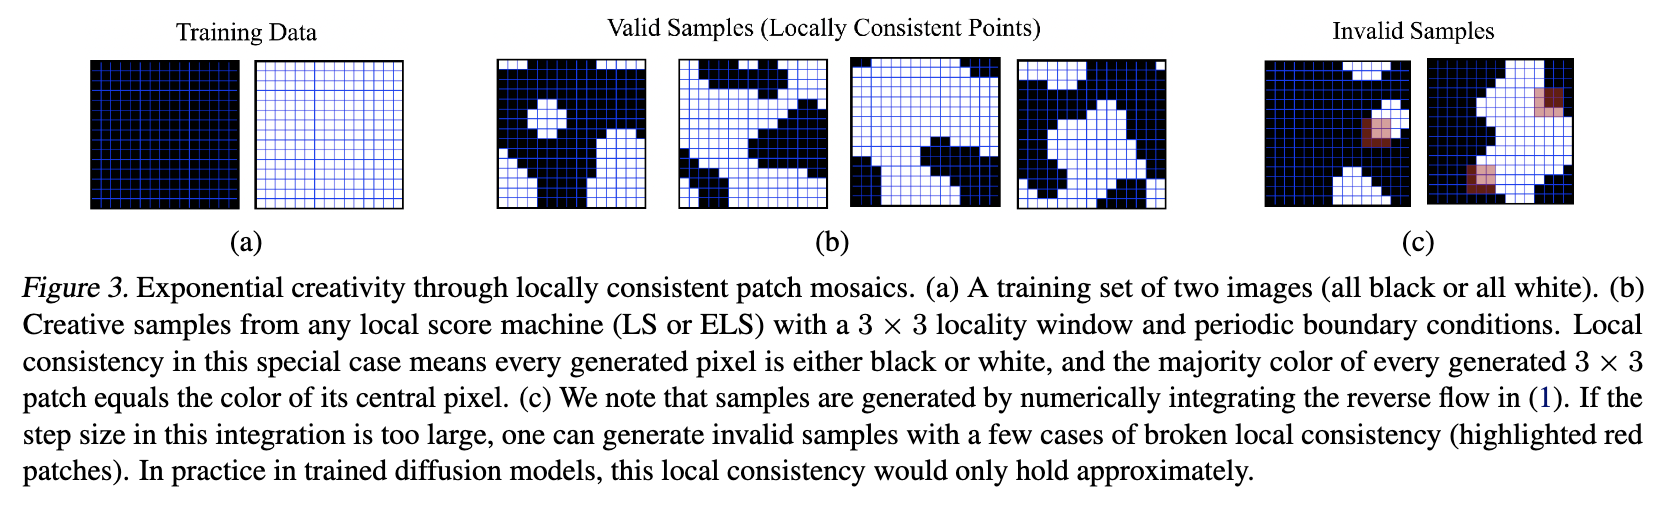 Training Data
Valid Samples (Locally Consistent Points)
Invalid Samples
(a)
(b)
(c)
Figure 3. Exponential creativity through locally consistent patch mosaics. (a) A training set of two images (all black or all white). (b)
Creative samples from any local score machine (LS or ELS) with a 3 × 3 locality window and periodic boundary conditions. Local
consistency in this special case means every generated pixel is either black or white, and the majority color of every generated 3 × 3
patch equals the color of its central pixel. (c) We note that samples are generated by numerically integrating the reverse flow in (1). If the
step size in this integration is too large, one can generate invalid samples with a few cases of broken local consistency (highlighted red
patches). In practice in trained diffusion models, this local consistency would only hold approximately.